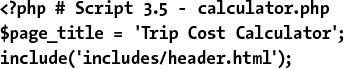 <?php # Script 3.5 - calculator.php
$page_title = 'Trip Cost Calculator';
include('includes/header.html');